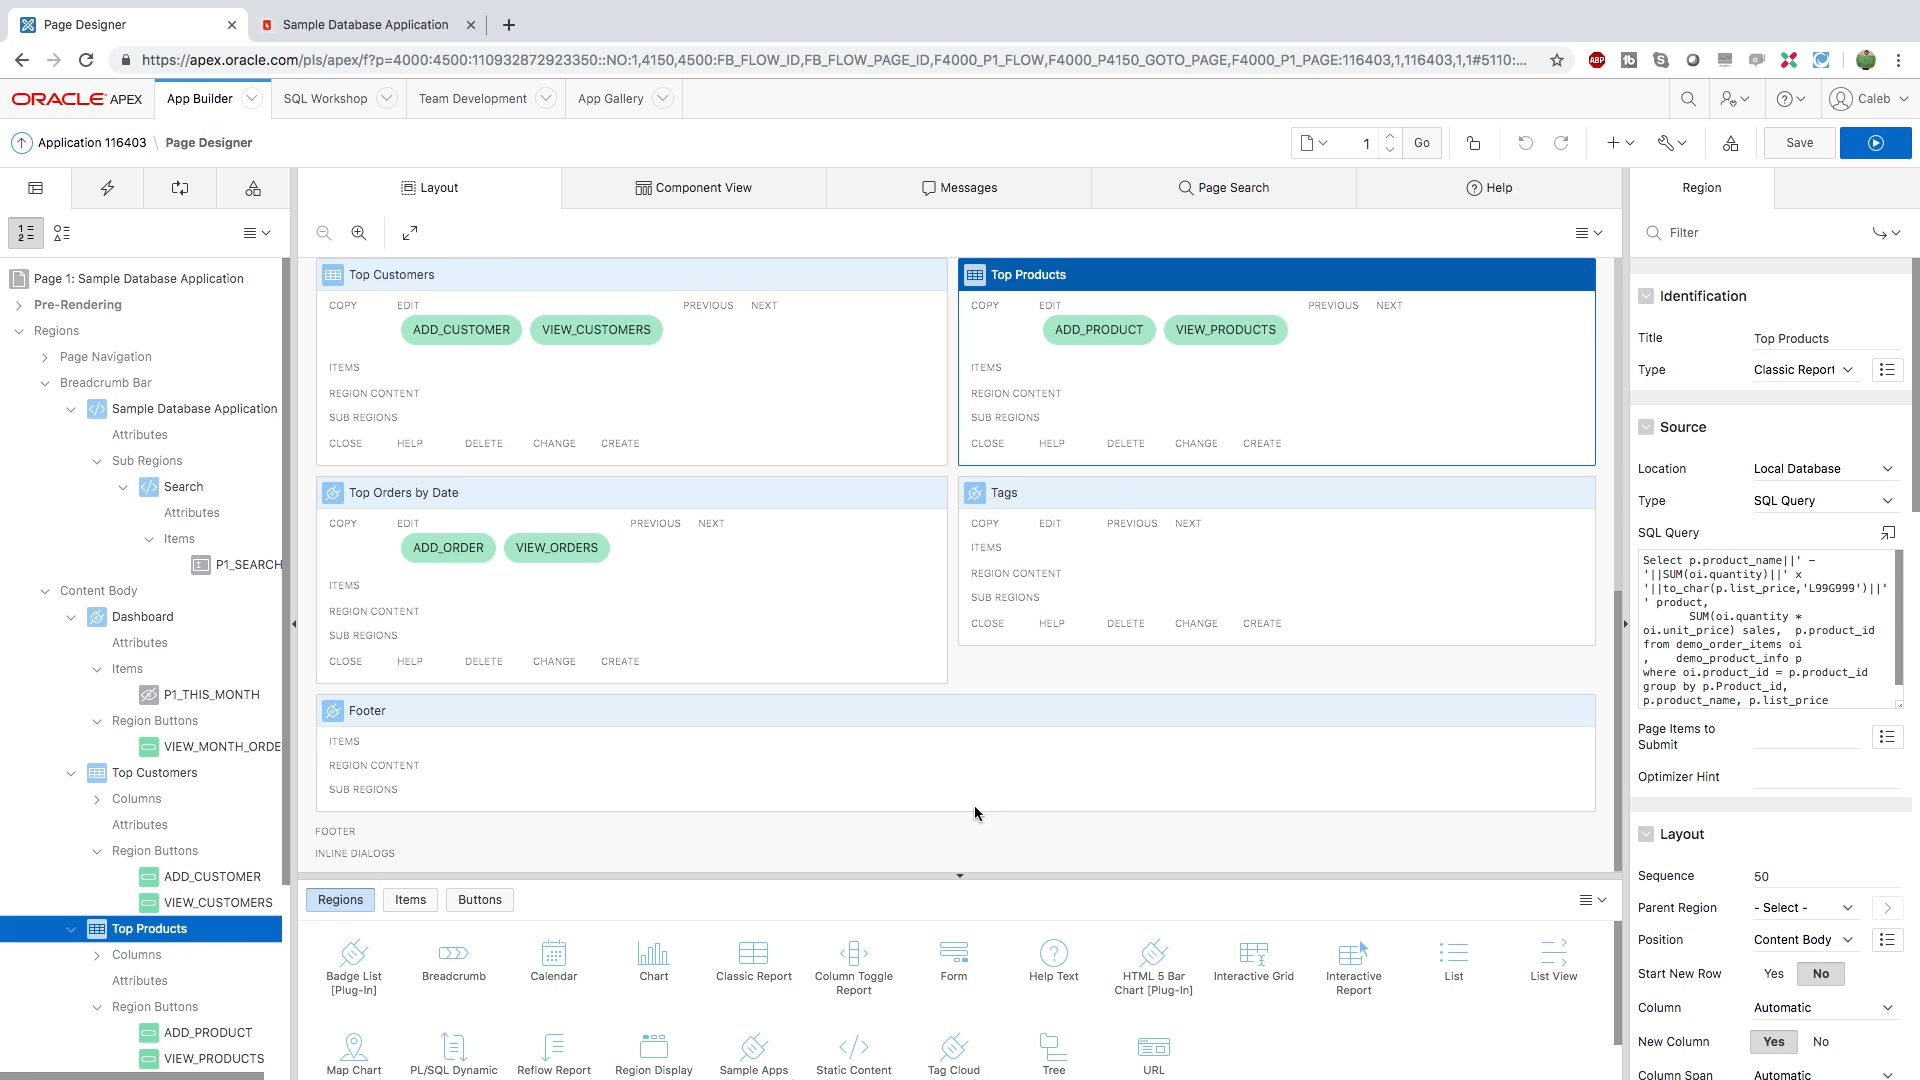 Page Designer
Sample Database Application
https://apex.oracle.com/pls/apex/f?p=4000:4500:110932872923350::NO:1,4150,4500:FB_FLOW_ID,FB_FLOW_PAGE_ID,F4000_P1_FLOW,F4000_P4150_GOTO_PAGE,F4000_P1_PAGE:116403,1,116403,1,1#5110:...
ABP
ORACLE APEX
App Builder
SQL Workshop
Team Development
App Gallery
Caleb
Application 116403 \ Page Designer
1
Go
Save
Layout
Component View
Messages
Page Search
Help
Region
Filter
Page 1: Sample Database Application
Pre-Rendering
Regions
Page Navigation
Breadcrumb Bar
Sample Database Application
Attributes
Sub Regions
Search
Attributes
Items
P1_SEARCH
Content Body
Dashboard
Attributes
Items
P1_THIS_MONTH
Region Buttons
VIEW_MONTH_ORDE
Top Customers
Columns
Attributes
Region Buttons
ADD_CUSTOMER
VIEW_CUSTOMERS
Top Products
Columns
Attributes
Region Buttons
ADD_PRODUCT
VIEW_PRODUCTS
Top Customers
COPY EDIT PREVIOUS NEXT
ADD_CUSTOMER VIEW_CUSTOMERS
ITEMS
REGION CONTENT
SUB REGIONS
CLOSE HELP DELETE CHANGE CREATE
Top Products
COPY EDIT PREVIOUS NEXT
ADD_PRODUCT VIEW_PRODUCTS
ITEMS
REGION CONTENT
SUB REGIONS
CLOSE HELP DELETE CHANGE CREATE
Top Orders by Date
COPY EDIT PREVIOUS NEXT
ADD_ORDER VIEW_ORDERS
ITEMS
REGION CONTENT
SUB REGIONS
CLOSE HELP DELETE CHANGE CREATE
Tags
COPY EDIT PREVIOUS NEXT
ITEMS
REGION CONTENT
SUB REGIONS
CLOSE HELP DELETE CHANGE CREATE
Footer
ITEMS
REGION CONTENT
SUB REGIONS
FOOTER
INLINE DIALOGS
Regions Items Buttons
Badge List
[Plug-In]
Breadcrumb
Calendar
Chart
Classic Report
Column Toggle
Report
Form
Help Text
HTML 5 Bar
Chart [Plug-In]
Interactive Grid
Interactive
Report
List
List View
Map Chart
PL/SQL Dynamic
Reflow Report
Region Display
Sample Apps
Static Content
Tag Cloud
Tree
URL
Identification
Title Top Products
Type Classic Report
Source
Location Local Database
Type SQL Query
SQL Query
Select p.product_name||' -
'||SUM(oi.quantity)||' x
'||to_char(p.list_price,'L99G999')||'
' product,
SUM(oi.quantity *
oi.unit_price) sales, p.product_id
from demo_order_items oi
, demo_product_info p
where oi.product_id = p.product_id
group by p.Product_id,
p.product_name, p.list_price
Page Items to
Submit
Optimizer Hint
Layout
Sequence 50
Parent Region - Select -
Position Content Body
Start New Row Yes No
Column Automatic
New Column Yes No
Column Span Automatic